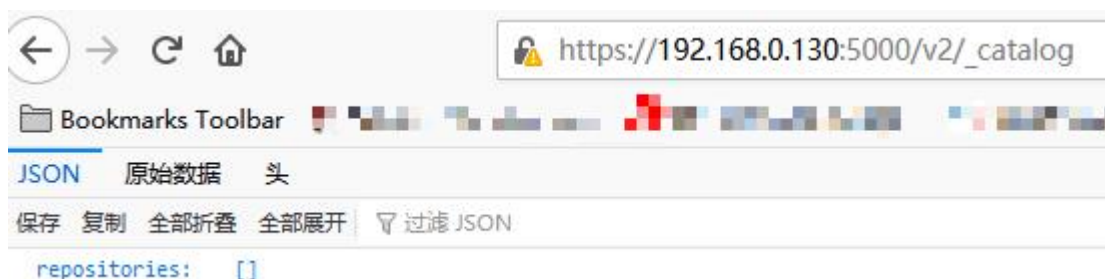 https://192.168.0.130:5000/v2/_catalog
Bookmarks Toolbar
JSON 原始数据 头
保存 复制 全部折叠 全部展开 过滤 JSON
repositories: []